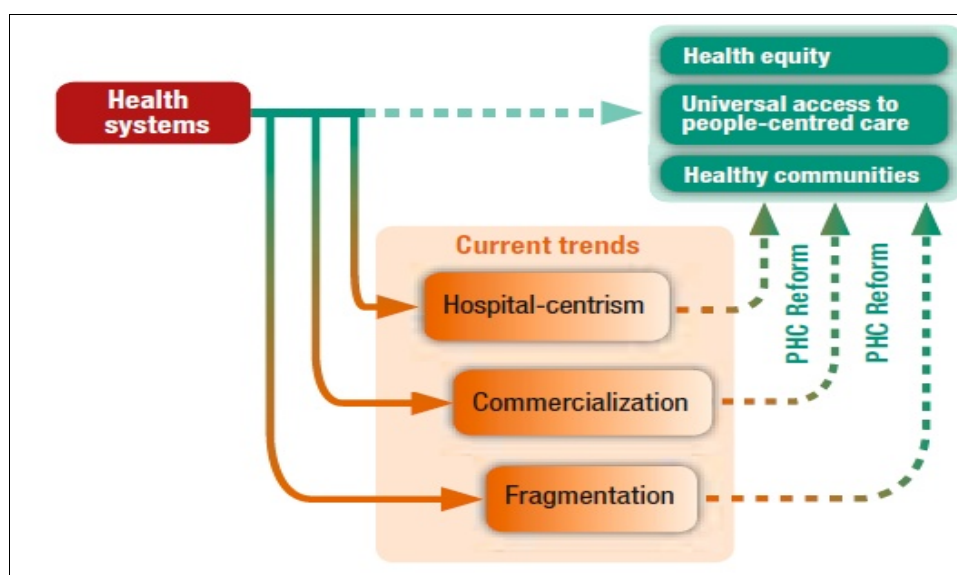 Health
systems
Health equity
Universal access to
people-centred care
Healthy communities
Current trends
Hospital-centrism
Commercialization
Fragmentation
PHC Reform
PHC Reform